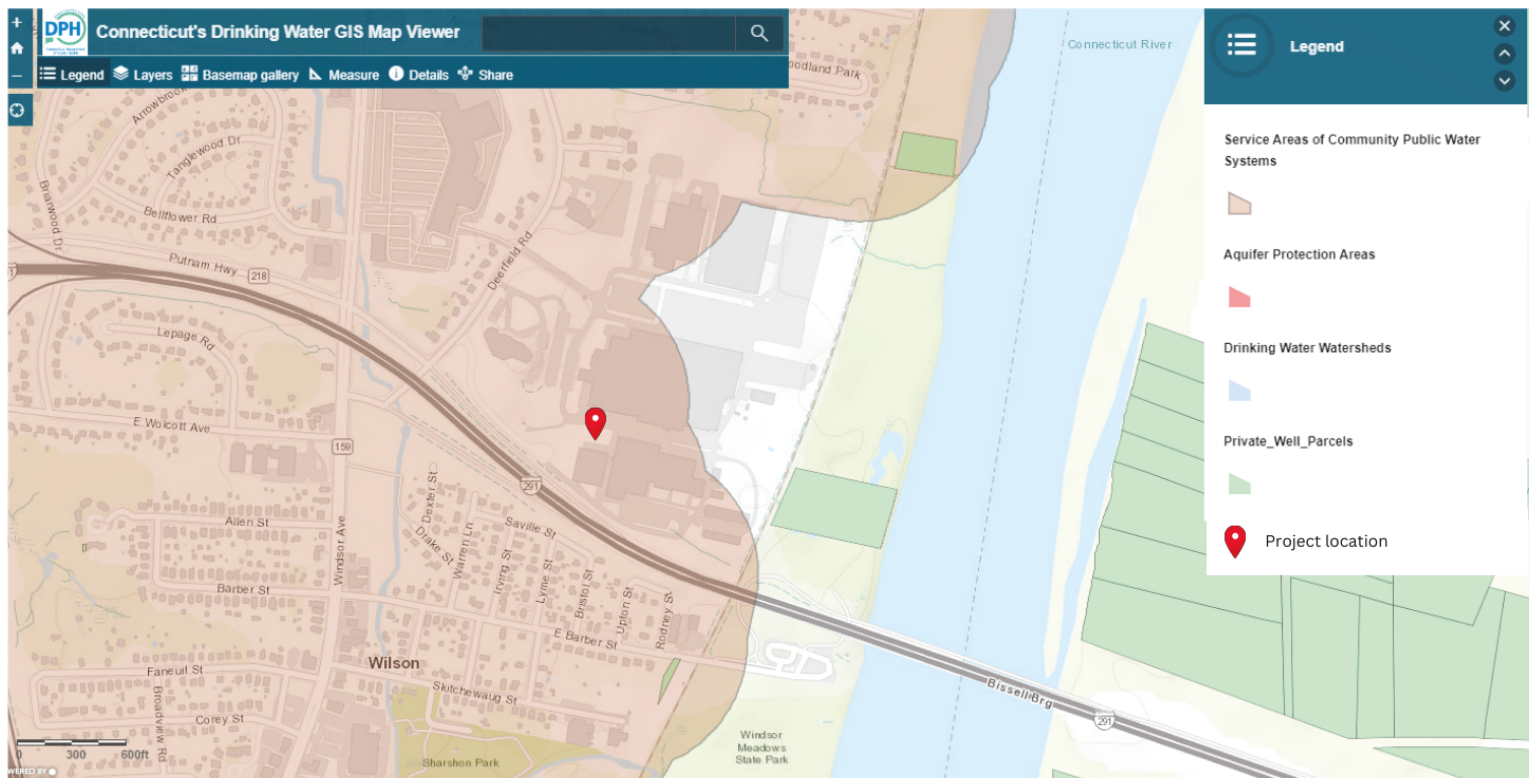 +
DPH
Connecticut's Drinking Water GIS Map Viewer
Legend
Layers
Basemap gallery
Measure
Details
Share
Connecticut River
Legend
Service Areas of Community Public Water
Systems
Aquifer Protection Areas
Drinking Water Watersheds
Private_Well_Parcels
Project location
Arrowbrook
Tanglewood Dr
Briarwood Dr
Bellflower Rd
Putnam Hwy
218
Deerfield Rd
Lepage Rd
E Wolcott Ave
159
291
Windsor Ave
Dexter St
Drake St
Warren Ln
Saville St
Irving St
Lyme St
Bristol St
Upton St
Rodney St
Allen St
Barber St
E Barber St
Wilson
Faneuil St
Skitchewaug St
Corey St
Broadview Rd
Sharshon Park
Windsor
Meadows
State Park
Bissell Brg
291
0 300 600ft